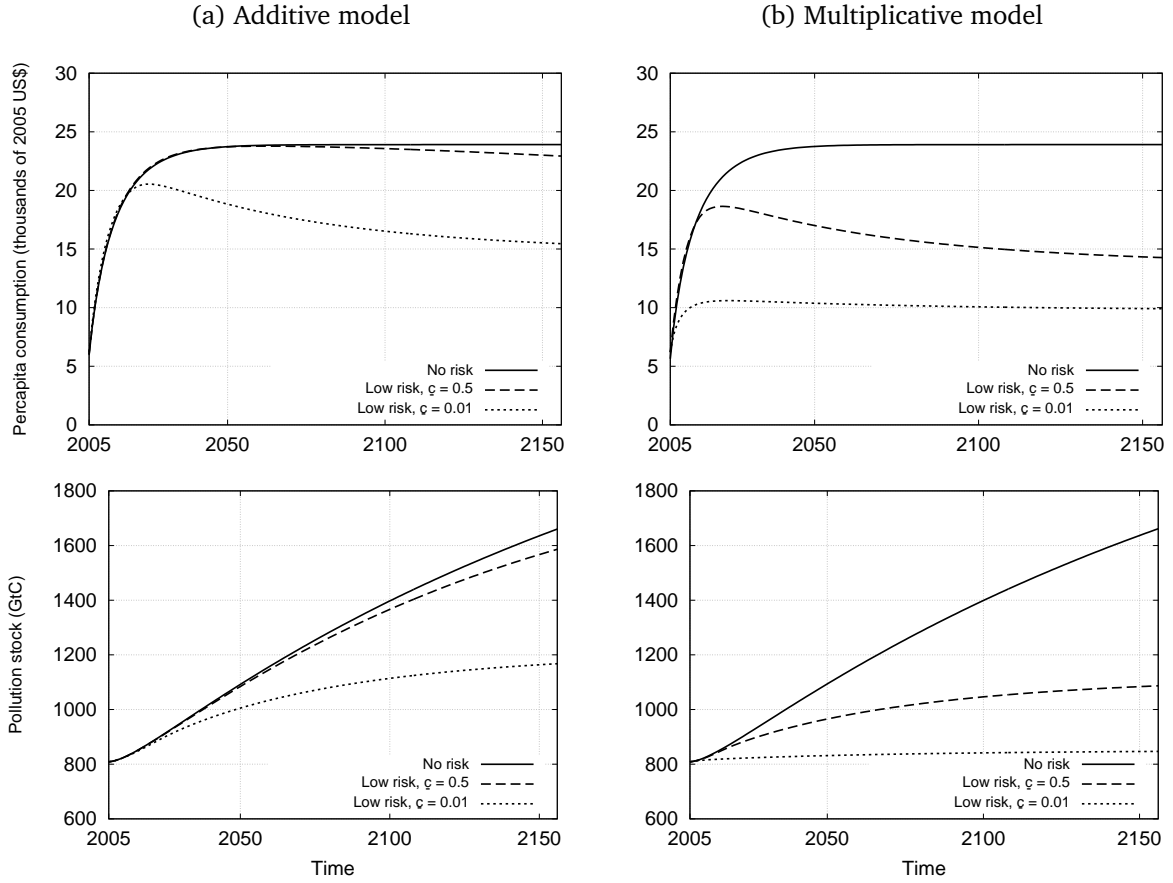 (a) Additive model
(b) Multiplicative model
Percapita consumption (thousands of 2005 US$)
30
25
20
15
10
5
0
2005 2050 2100 2150
No risk
Low risk, c̰ = 0.5
Low risk, c̰ = 0.01
30
25
20
15
10
5
0
2005 2050 2100 2150
No risk
Low risk, c̰ = 0.5
Low risk, c̰ = 0.01
Pollution stock (GtC)
1800
1600
1400
1200
1000
800
600
2005 2050 2100 2150
Time
No risk
Low risk, c̰ = 0.5
Low risk, c̰ = 0.01
1800
1600
1400
1200
1000
800
600
2005 2050 2100 2150
Time
No risk
Low risk, c̰ = 0.5
Low risk, c̰ = 0.01